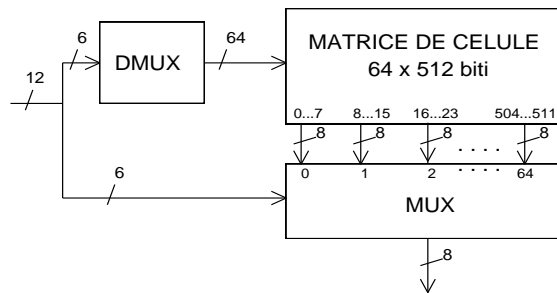 6
64
MATRICE DE CELULE
64 x 512 biti
DMUX
12
0...7 8...15 16...23 504...511
8 8 8 8
. . . .
0 1 2 . . . . 64
6
MUX
8